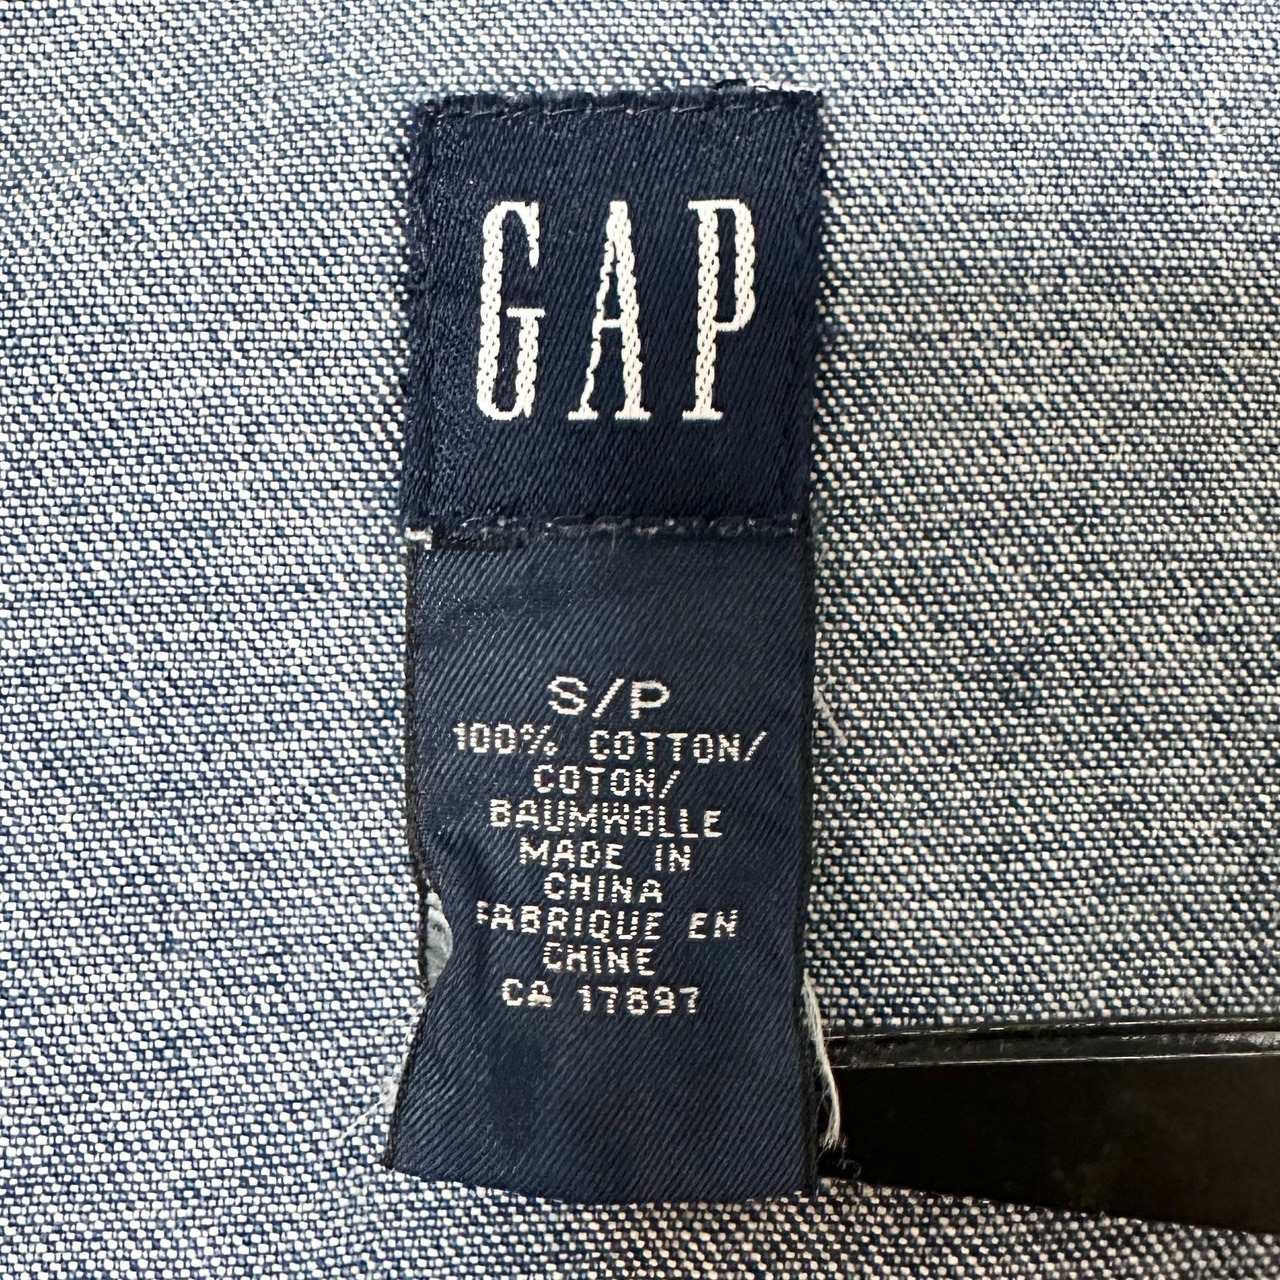 GAP
S/P
100% COTTON/
COTON/
BAUMWOLLE
MADE IN
CHINA
FABRIQUE EN
CHINE
CA 17897